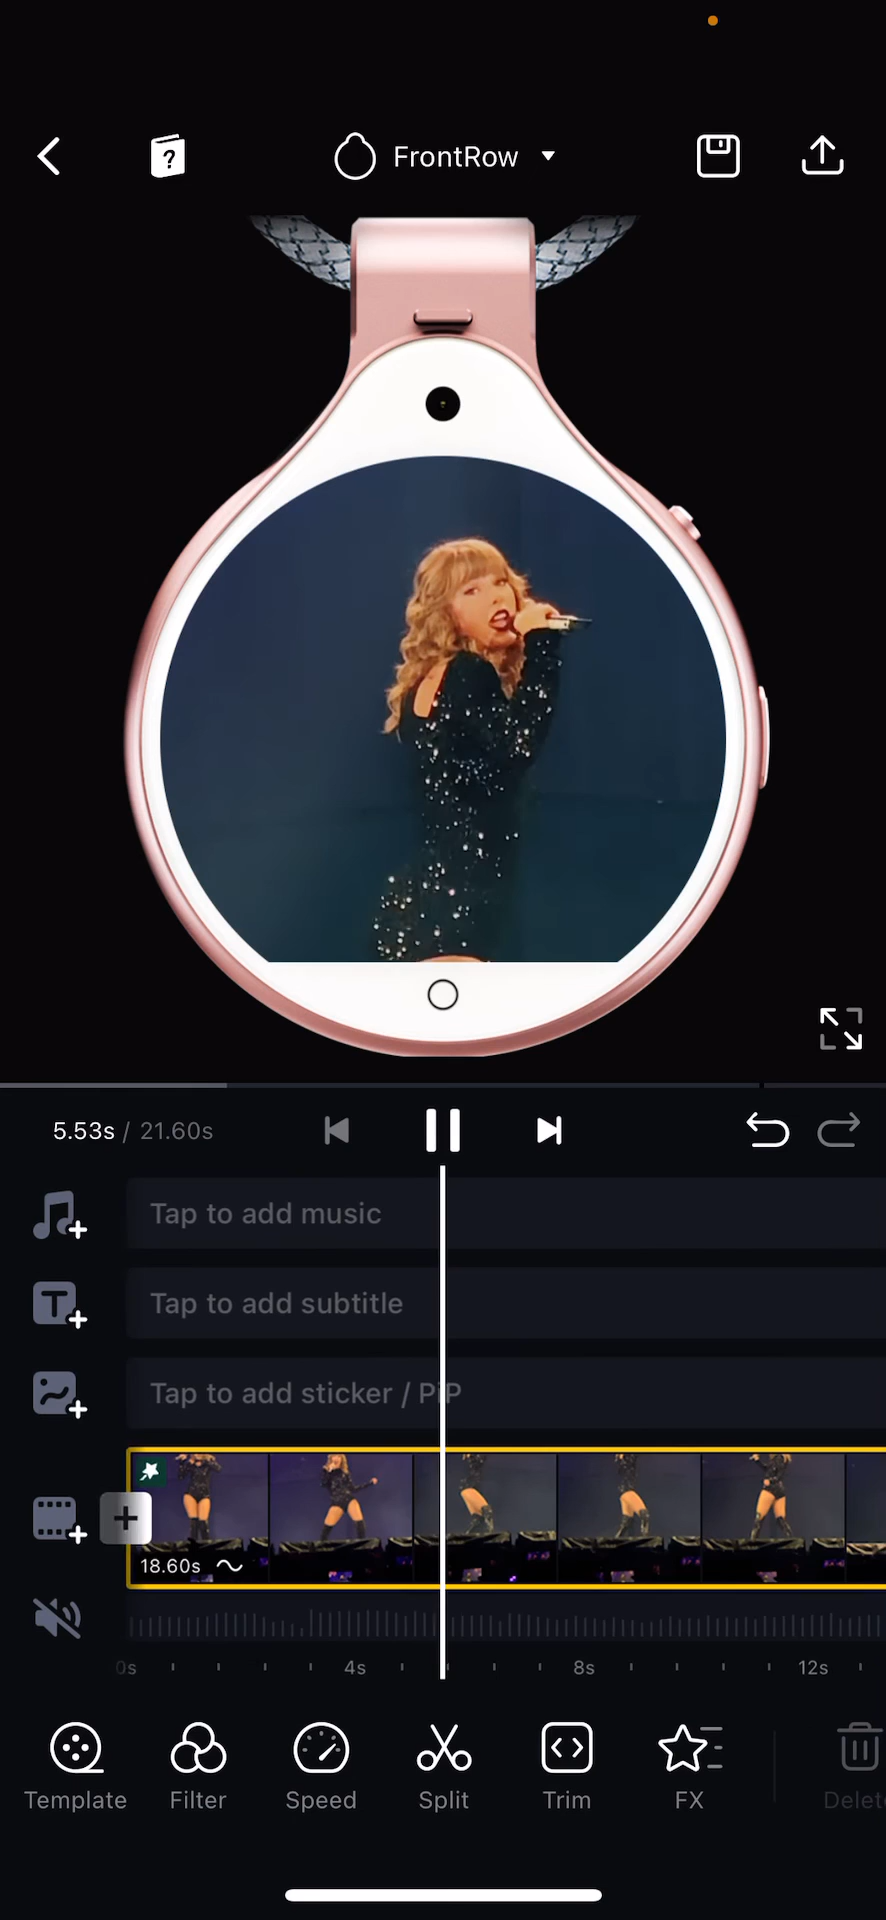 FrontRow
5.53s / 21.60s
Tap to add music
Tap to add subtitle
Tap to add sticker / PiP
18.60s
0s 4s 8s 12s
Template Filter Speed Split Trim FX Delet